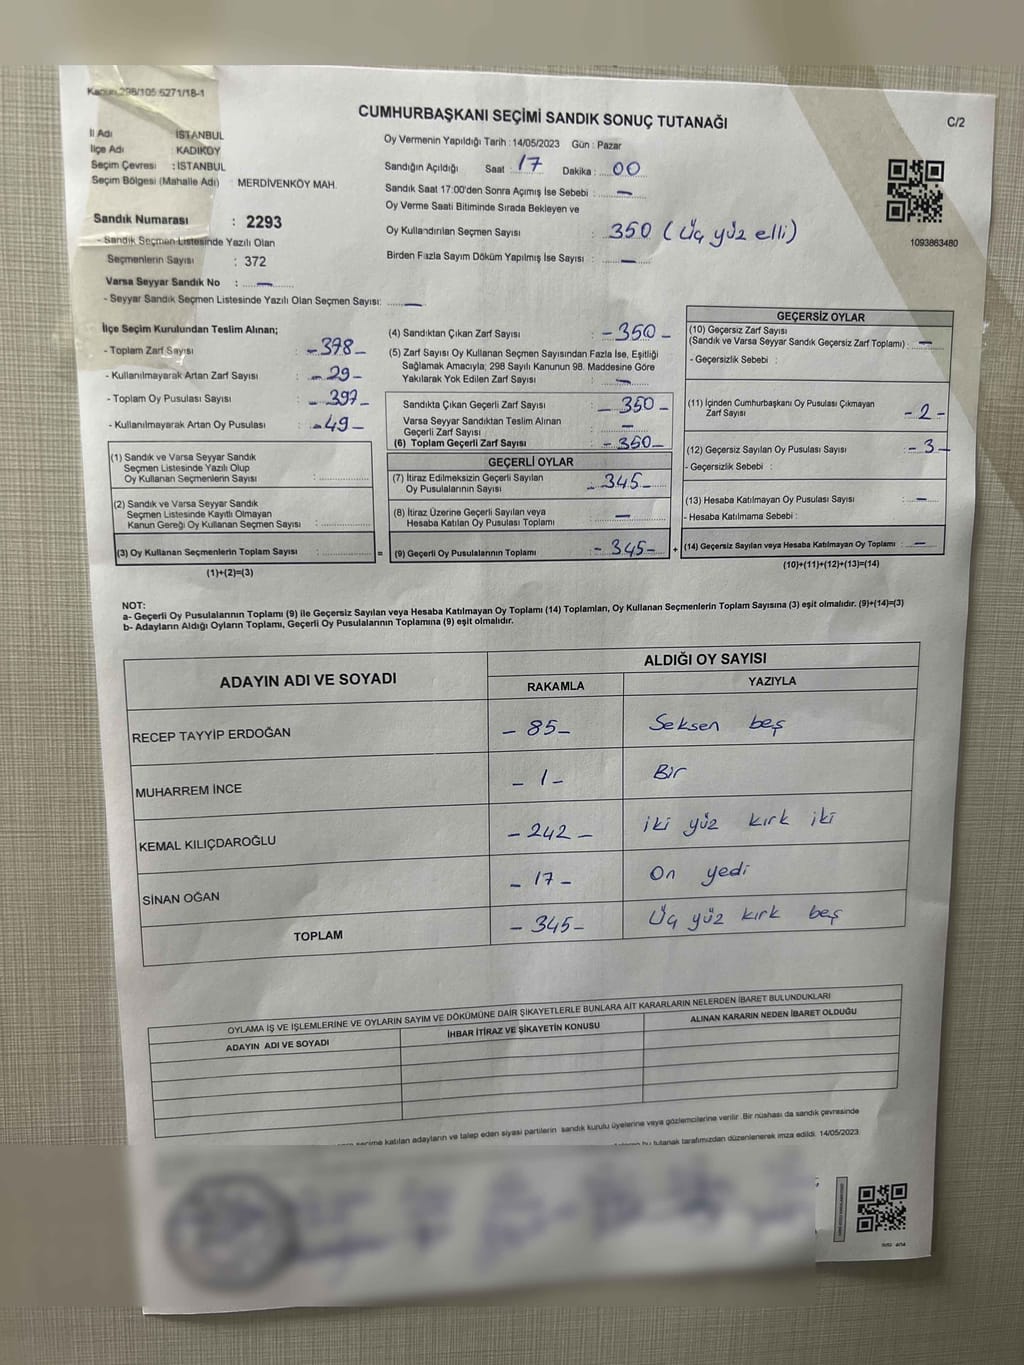 Kanun 298/105 6271/18-1
CUMHURBAŞKANI SEÇİMİ SANDIK SONUÇ TUTANAĞI
C/2
İl Adı : İSTANBUL
İlçe Adı : KADIKÖY
Seçim Çevresi : İSTANBUL
Seçim Bölgesi (Mahalle Adı) : MERDİVENKÖY MAH.
Sandık Numarası : 2293
- Sandık Seçmen Listesinde Yazılı Olan
Seçmenlerin Sayısı : 372
Varsa Seyyar Sandık No : —
- Seyyar Sandık Seçmen Listesinde Yazılı Olan Seçmen Sayısı: —
Oy Vermenin Yapıldığı Tarih : 14/05/2023 Gün : Pazar
Sandığın Açıldığı Saat : 17 Dakika : 00
Sandık Saat 17:00'den Sonra Açımış İse Sebebi : —
Oy Verme Saati Bitiminde Sırada Bekleyen ve
Oy Kullandırılan Seçmen Sayısı : 350 (Üç yüz elli)
Birden Fazla Sayım Döküm Yapılmış İse Sayısı : —
1093863480
İlçe Seçim Kurulundan Teslim Alınan;
- Toplam Zarf Sayısı : -398-
- Kullanılmayarak Artan Zarf Sayısı : -29-
- Toplam Oy Pusulası Sayısı : -397-
- Kullanılmayarak Artan Oy Pusulası : -49-
(1) Sandık ve Varsa Seyyar Sandık
Seçmen Listesinde Yazılı Olup
Oy Kullanan Seçmenlerin Sayısı :
(2) Sandık ve Varsa Seyyar Sandık
Seçmen Listesinde Kayıtlı Olmayan
Kanun Gereği Oy Kullanan Seçmen Sayısı :
(3) Oy Kullanan Seçmenlerin Toplam Sayısı : =
(1)+(2)=(3)
(4) Sandıktan Çıkan Zarf Sayısı : -350-
(5) Zarf Sayısı Oy Kullanan Seçmen Sayısından Fazla İse, Eşitliği
Sağlamak Amacıyla; 298 Sayılı Kanunun 98. Maddesine Göre
Yakılarak Yok Edilen Zarf Sayısı : —
Sandıkta Çıkan Geçerli Zarf Sayısı : -350-
Varsa Seyyar Sandıktan Teslim Alınan
Geçerli Zarf Sayısı : —
(6) Toplam Geçerli Zarf Sayısı : -350-
GEÇERLİ OYLAR
(7) İtiraz Edilmeksizin Geçerli Sayılan
Oy Pusulalarının Sayısı : -345-
(8) İtiraz Üzerine Geçerli Sayılan veya
Hesaba Katılan Oy Pusulası Toplamı : —
(9) Geçerli Oy Pusulalarının Toplamı : -345- +
GEÇERSİZ OYLAR
(10) Geçersiz Zarf Sayısı
(Sandık ve Varsa Seyyar Sandık Geçersiz Zarf Toplamı) : —
- Geçersizlik Sebebi :
(11) İçinden Cumhurbaşkanı Oy Pusulası Çıkmayan
Zarf Sayısı : -2-
(12) Geçersiz Sayılan Oy Pusulası Sayısı : -3-
- Geçersizlik Sebebi :
(13) Hesaba Katılmayan Oy Pusulası Sayısı : —
- Hesaba Katılmama Sebebi :
(14) Geçersiz Sayılan veya Hesaba Katılmayan Oy Toplamı : —
(10)+(11)+(12)+(13)=(14)
NOT:
a- Geçerli Oy Pusulalarının Toplamı (9) ile Geçersiz Sayılan veya Hesaba Katılmayan Oy Toplamı (14) Toplamları, Oy Kullanan Seçmenlerin Toplam Sayısına (3) eşit olmalıdır. (9)+(14)=(3)
b- Adayların Aldığı Oyların Toplamı, Geçerli Oy Pusulalarının Toplamına (9) eşit olmalıdır.
ADAYIN ADI VE SOYADI
ALDIĞI OY SAYISI
RAKAMLA YAZIYLA
RECEP TAYYİP ERDOĞAN -85- Seksen beş
MUHARREM İNCE -1- Bir
KEMAL KILIÇDAROĞLU -242- iki yüz kırk iki
SİNAN OĞAN -17- On yedi
TOPLAM -345- Üç yüz kırk beş
OYLAMA İŞ VE İŞLEMLERİNE VE OYLARIN SAYIM VE DÖKÜMÜNE DAİR ŞİKAYETLERLE BUNLARA AİT KARARLARIN NELERDEN İBARET BULUNDUKLARI
ADAYIN ADI VE SOYADI İHBAR İTİRAZ VE ŞİKAYETİN KONUSU ALINAN KARARIN NEDEN İBARET OLDUĞU
seçime katılan adayların ve talep eden siyasi partilerin sandık kurulu üyelerine veya gözlemcilerine verilir. Bir nüshası da sandık çevresinde
bu tutanak tarafımızdan düzenlenerek imza edildi. 14/05/2023